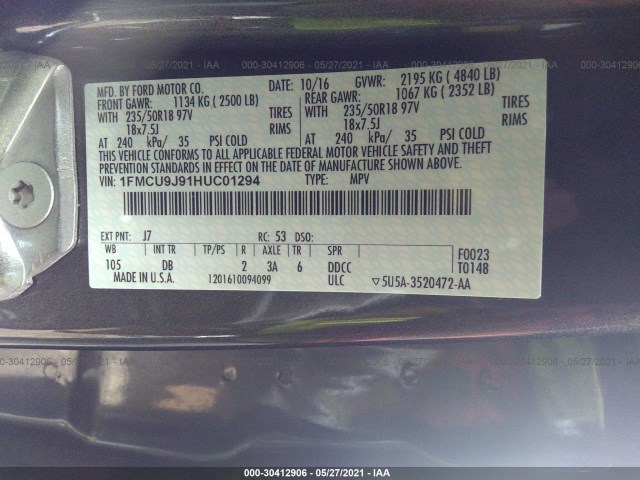 000-30412906 - 05/27/2021 - IAA
MFD. BY FORD MOTOR CO.
DATE: 10/16 GVWR: 2195 KG ( 4840 LB)
FRONT GAWR: 1134 KG ( 2500 LB) REAR GAWR: 1067 KG ( 2352 LB)
WITH 235/50R18 97V TIRES WITH 235/50R18 97V TIRES
18x7.5J RIMS 18x7.5J RIMS
AT 240 kPa/ 35 PSI COLD AT 240 kPa/ 35 PSI COLD
THIS VEHICLE CONFORMS TO ALL APPLICABLE FEDERAL MOTOR VEHICLE SAFETY AND THEFT
PREVENTION STANDARDS IN EFFECT ON THE DATE OF MANUFACTURE SHOWN ABOVE.
VIN: 1FMCU9J91HUC01294 TYPE: MPV
EXT PNT: J7 RC: 53 DSO:
WB INT TR TP/PS R AXLE TR SPR F0023
105 DB 2 3A 6 DDCC T0148
MADE IN U.S.A. 1201610094099 ULC ▽5U5A-3520472-AA
000-30412906 - 05/27/2021 - IAA